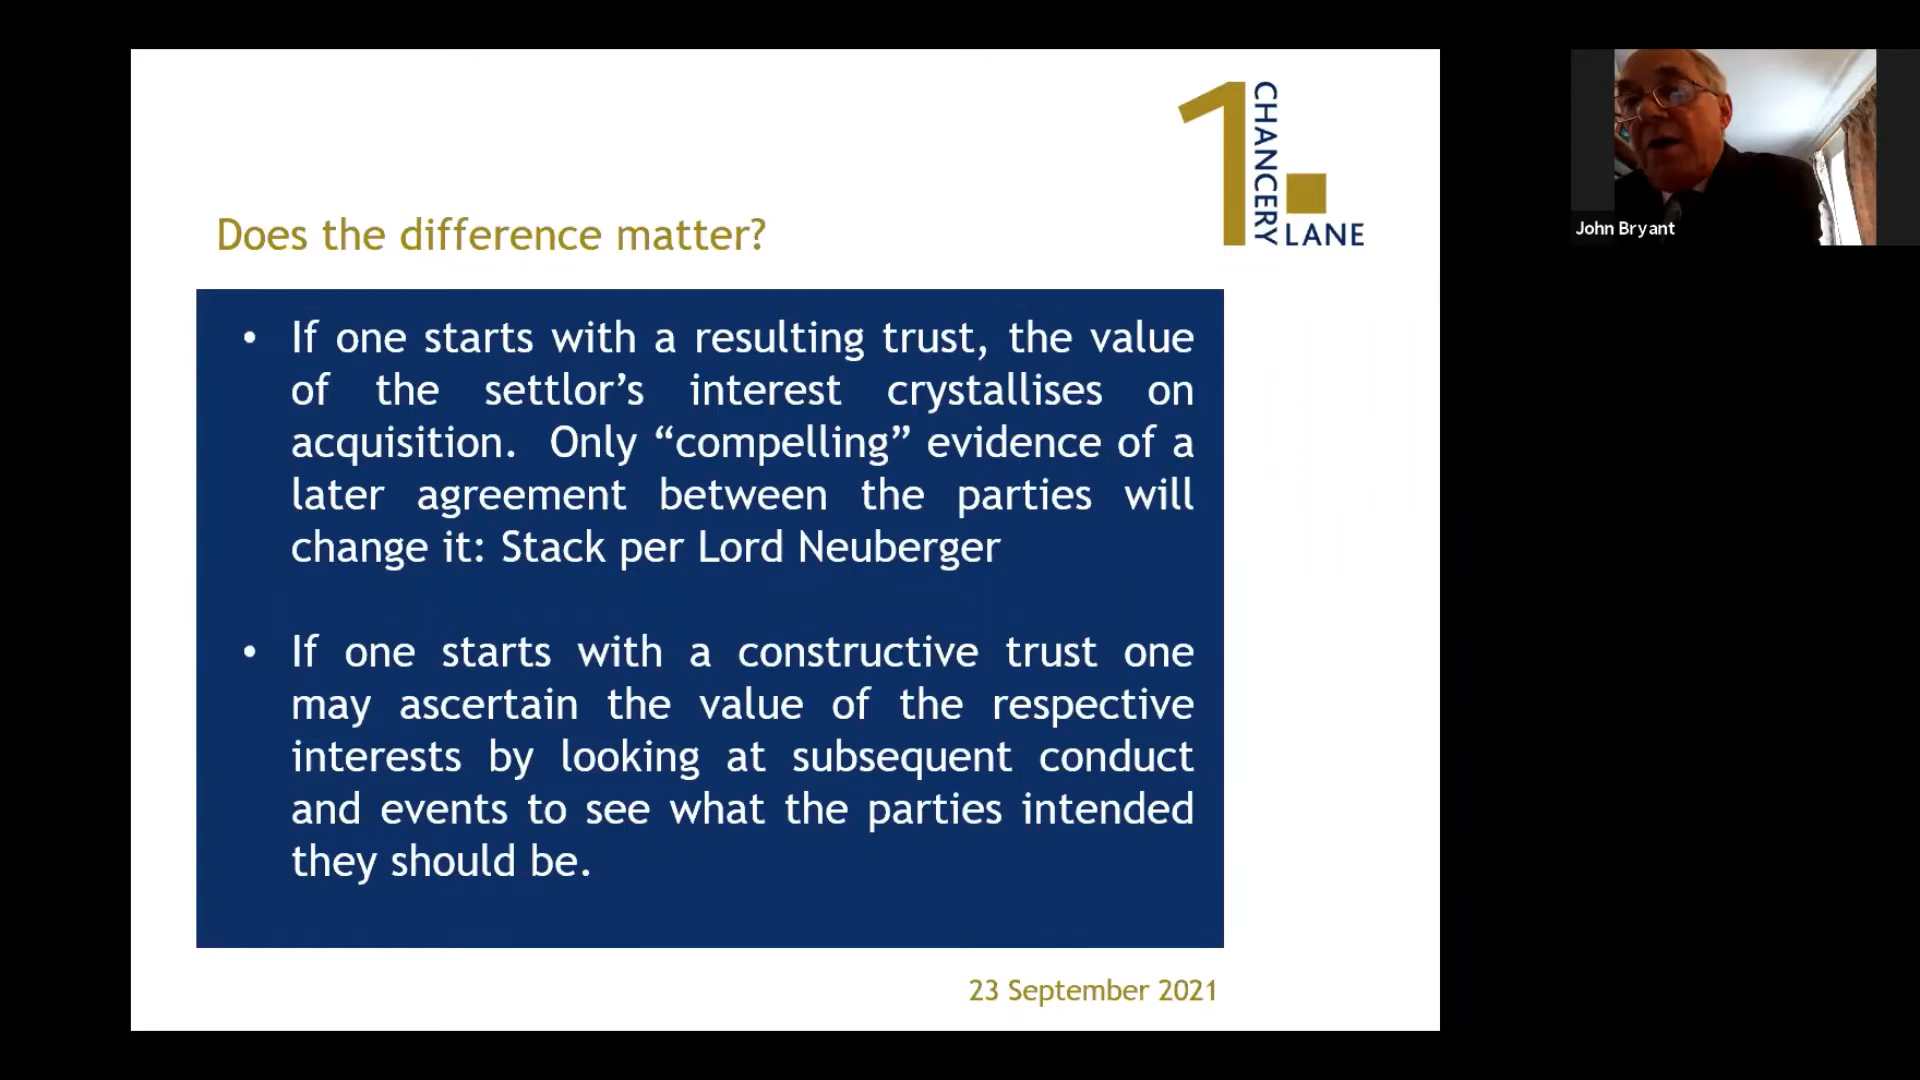 1 CHANCERY LANE
John Bryant
Does the difference matter?
• If one starts with a resulting trust, the value
of the settlor’s interest crystallises on
acquisition. Only “compelling” evidence of a
later agreement between the parties will
change it: Stack per Lord Neuberger
• If one starts with a constructive trust one
may ascertain the value of the respective
interests by looking at subsequent conduct
and events to see what the parties intended
they should be.
23 September 2021